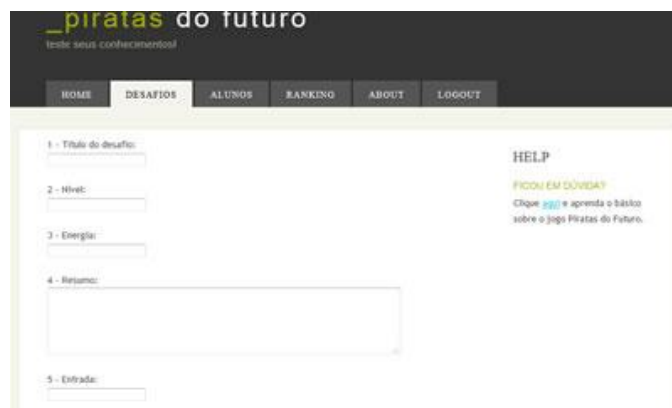 _piratas do futuro
teste seus conhecimentos!
HOME DESAFIOS ALUNOS RANKING ABOUT LOGOUT
1 - Título do desafio:
2 - Nível:
3 - Energia:
4 - Resumo:
5 - Entrada:
HELP
FICOU EM DÚVIDA?
Clique aqui e aprenda o básico
sobre o jogo Piratas do Futuro.